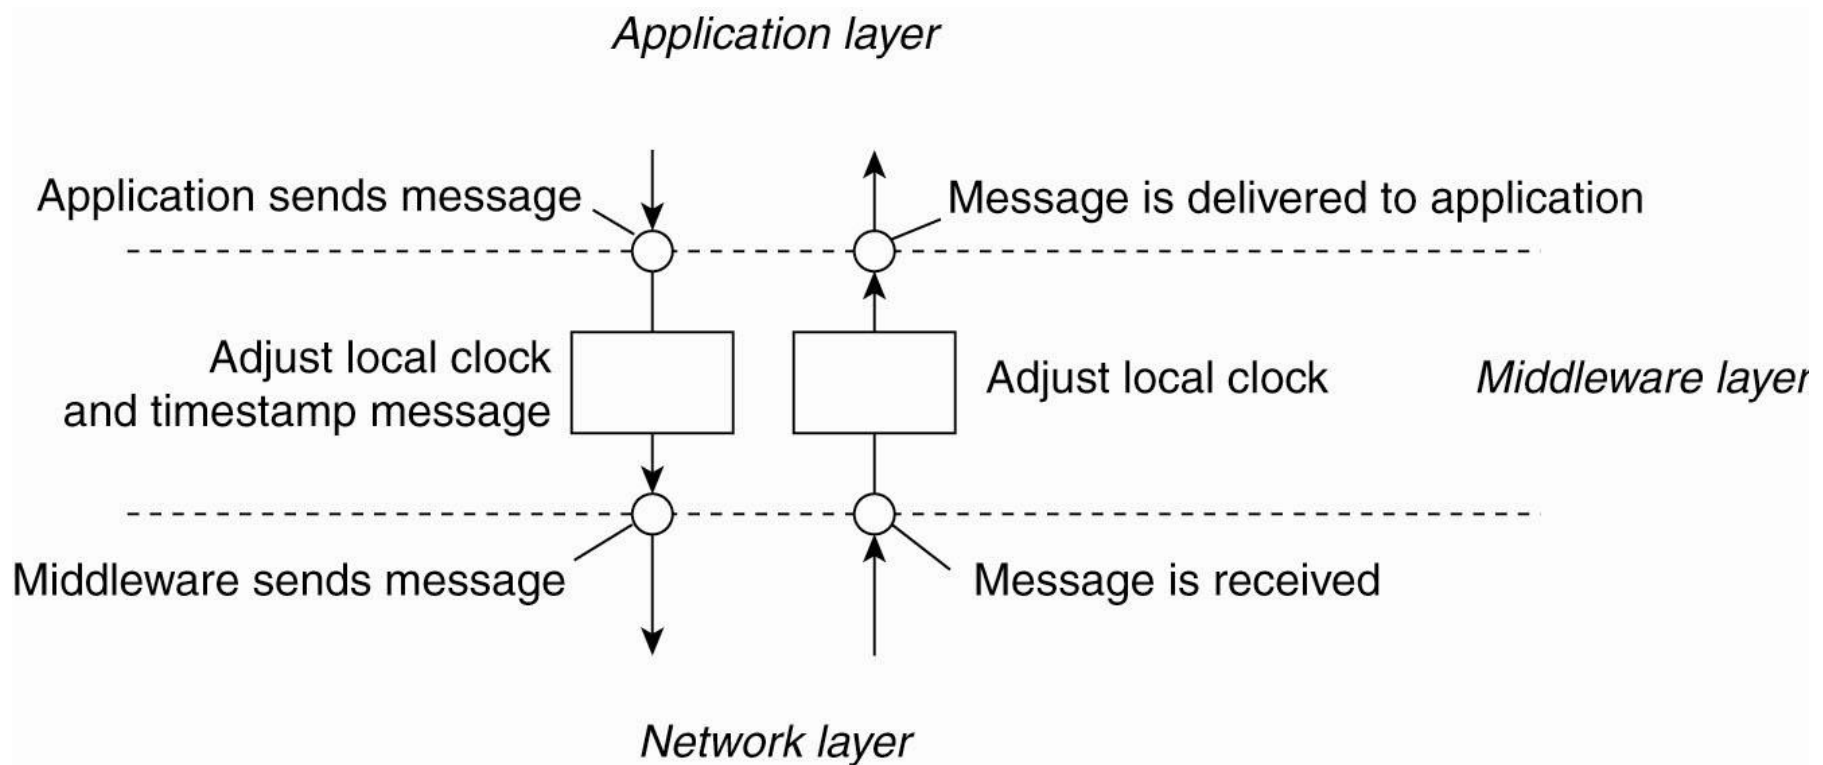 Application layer
Application sends message
Message is delivered to application
Adjust local clock
and timestamp message
Adjust local clock
Middleware layer
Middleware sends message
Message is received
Network layer